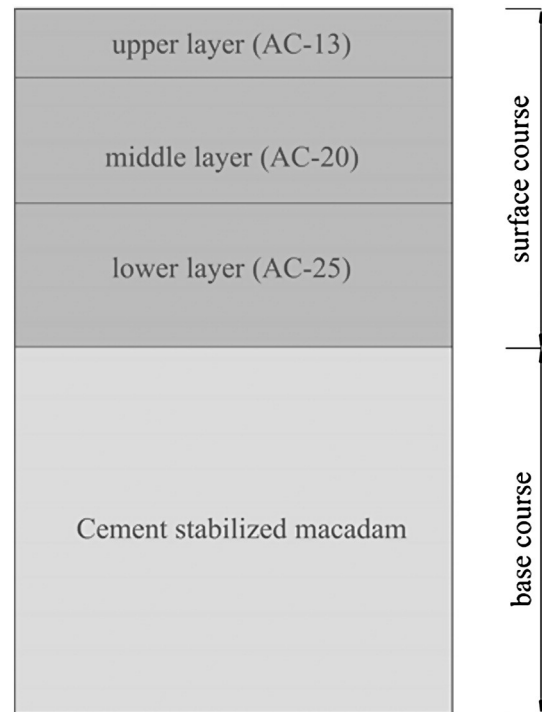 upper layer (AC-13)
middle layer (AC-20)
lower layer (AC-25)
surface course
Cement stabilized macadam
base course